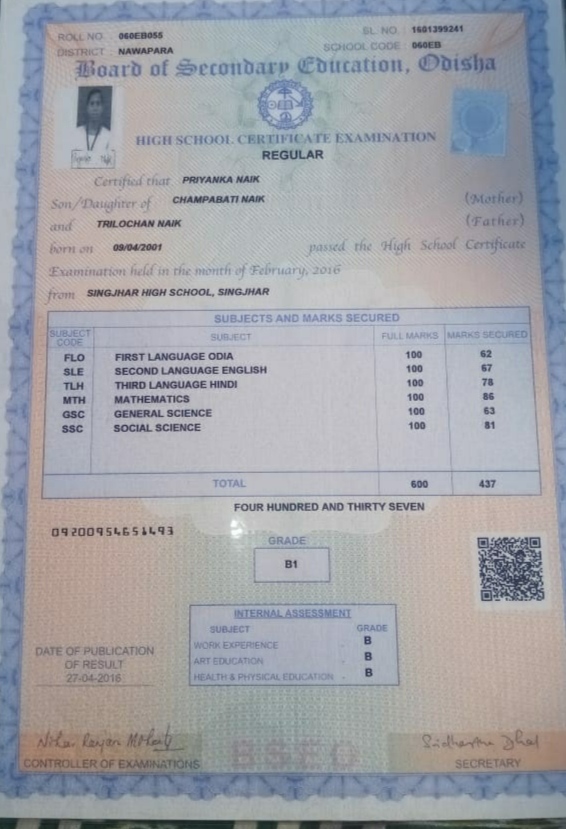 ROLL NO. 060EB055 SL. NO. 1601399241
DISTRICT NAWAPARA SCHOOL CODE 060EB
Board of Secondary Education, Odisha
HIGH SCHOOL CERTIFICATE EXAMINATION
REGULAR
Certified that PRIYANKA NAIK
Son/Daughter of CHAMPABATI NAIK (Mother)
and TRILOCHAN NAIK (Father)
born on 09/04/2001 passed the High School Certificate
Examination held in the month of February, 2016
from SINGJHAR HIGH SCHOOL, SINGJHAR
SUBJECTS AND MARKS SECURED
SUBJECT CODE SUBJECT FULL MARKS MARKS SECURED
FLO FIRST LANGUAGE ODIA 100 62
SLE SECOND LANGUAGE ENGLISH 100 67
TLH THIRD LANGUAGE HINDI 100 78
MTH MATHEMATICS 100 86
GSC GENERAL SCIENCE 100 63
SSC SOCIAL SCIENCE 100 81
TOTAL 600 437
FOUR HUNDRED AND THIRTY SEVEN
09200954651493
GRADE
B1
INTERNAL ASSESSMENT
SUBJECT GRADE
WORK EXPERIENCE B
ART EDUCATION B
HEALTH & PHYSICAL EDUCATION B
DATE OF PUBLICATION
OF RESULT
27-04-2016
BSEO
CONTROLLER OF EXAMINATIONS SECRETARY